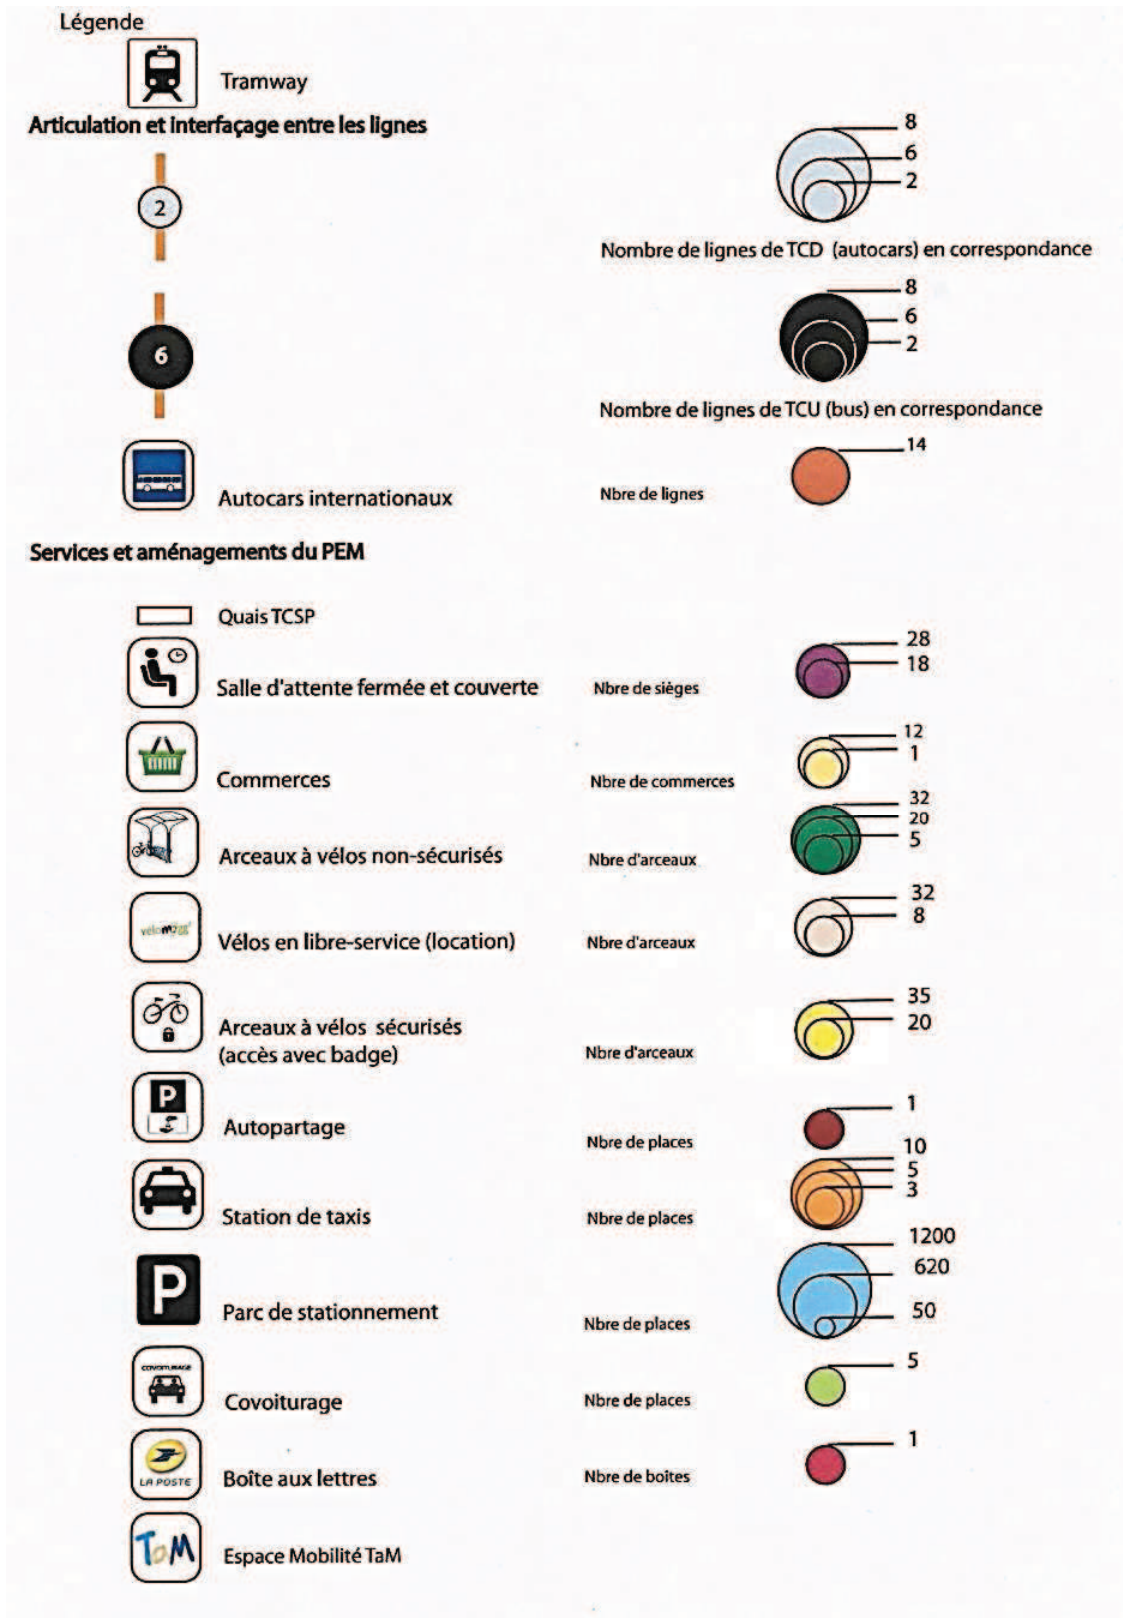 Légende
Tramway
Articulation et interfaçage entre les lignes
8
6
2
2
Nombre de lignes de TCD (autocars) en correspondance
8
6
2
6
Nombre de lignes de TCU (bus) en correspondance
14
Autocars internationaux
Nbre de lignes
Services et aménagements du PEM
Quais TCSP
28
18
Salle d'attente fermée et couverte
Nbre de sièges
12
1
Commerces
Nbre de commerces
32
20
5
Arceaux à vélos non-sécurisés
Nbre d'arceaux
32
8
vélomagg'
Vélos en libre-service (location)
Nbre d'arceaux
35
20
Arceaux à vélos sécurisés
(accès avec badge)
Nbre d'arceaux
P
1
Autopartage
Nbre de places
10
5
3
Station de taxis
Nbre de places
1200
620
50
P
Parc de stationnement
Nbre de places
5
COVOITURAGE
Covoiturage
Nbre de places
1
LA POSTE
Boîte aux lettres
Nbre de boîtes
TaM
Espace Mobilité TaM